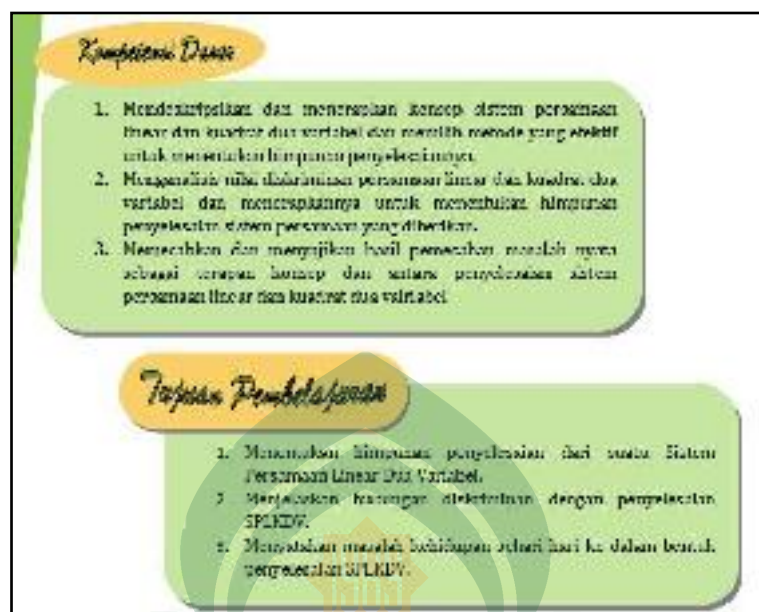 Kompetensi Dasar
1. Mendeskripsikan dan menerapkan konsep sistem persamaan
linear dan kuadrat dua variabel dan memilih metode yang efektif
untuk menentukan himpunan penyelesaiannya.
2. Menganalisis nilai diskriminan persamaan linear dan kuadrat dua
variabel dan menerapkannya untuk menentukan himpunan
penyelesaian sistem persamaan yang diberikan.
3. Memecahkan dan menyajikan hasil pemecahan masalah nyata
sebagai terapan konsep dan aturan penyelesaian sistem
persamaan linear dan kuadrat dua vairtabel
Tujuan Pembelajaran
1. Menentukan himpunan penyelesaian dari suatu Sistem
Persamaan Linear Dua Variabel.
2. Menjelaskan hubungan diskriminan dengan penyelesaian
SPLKDV.
3. Menyatakan masalah kehidupan sehari hari ke dalam bentuk
penyelesaian SPLKDV.